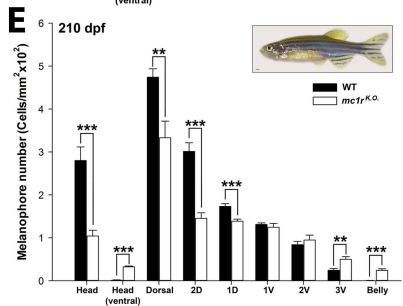 (ventral)
E
210 dpf
Melanophore number (Cells/mm²x10²)
6
5
4
3
2
1
0
WT
mc1r K.O.
***
***
**
***
***
**
***
Head
Head
(ventral)
Dorsal
2D
1D
1V
2V
3V
Belly